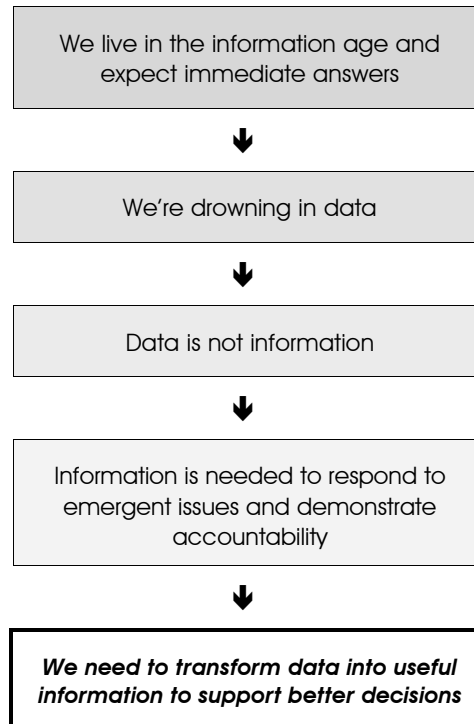 We live in the information age and
expect immediate answers
We're drowning in data
Data is not information
Information is needed to respond to
emergent issues and demonstrate
accountability
We need to transform data into useful
information to support better decisions